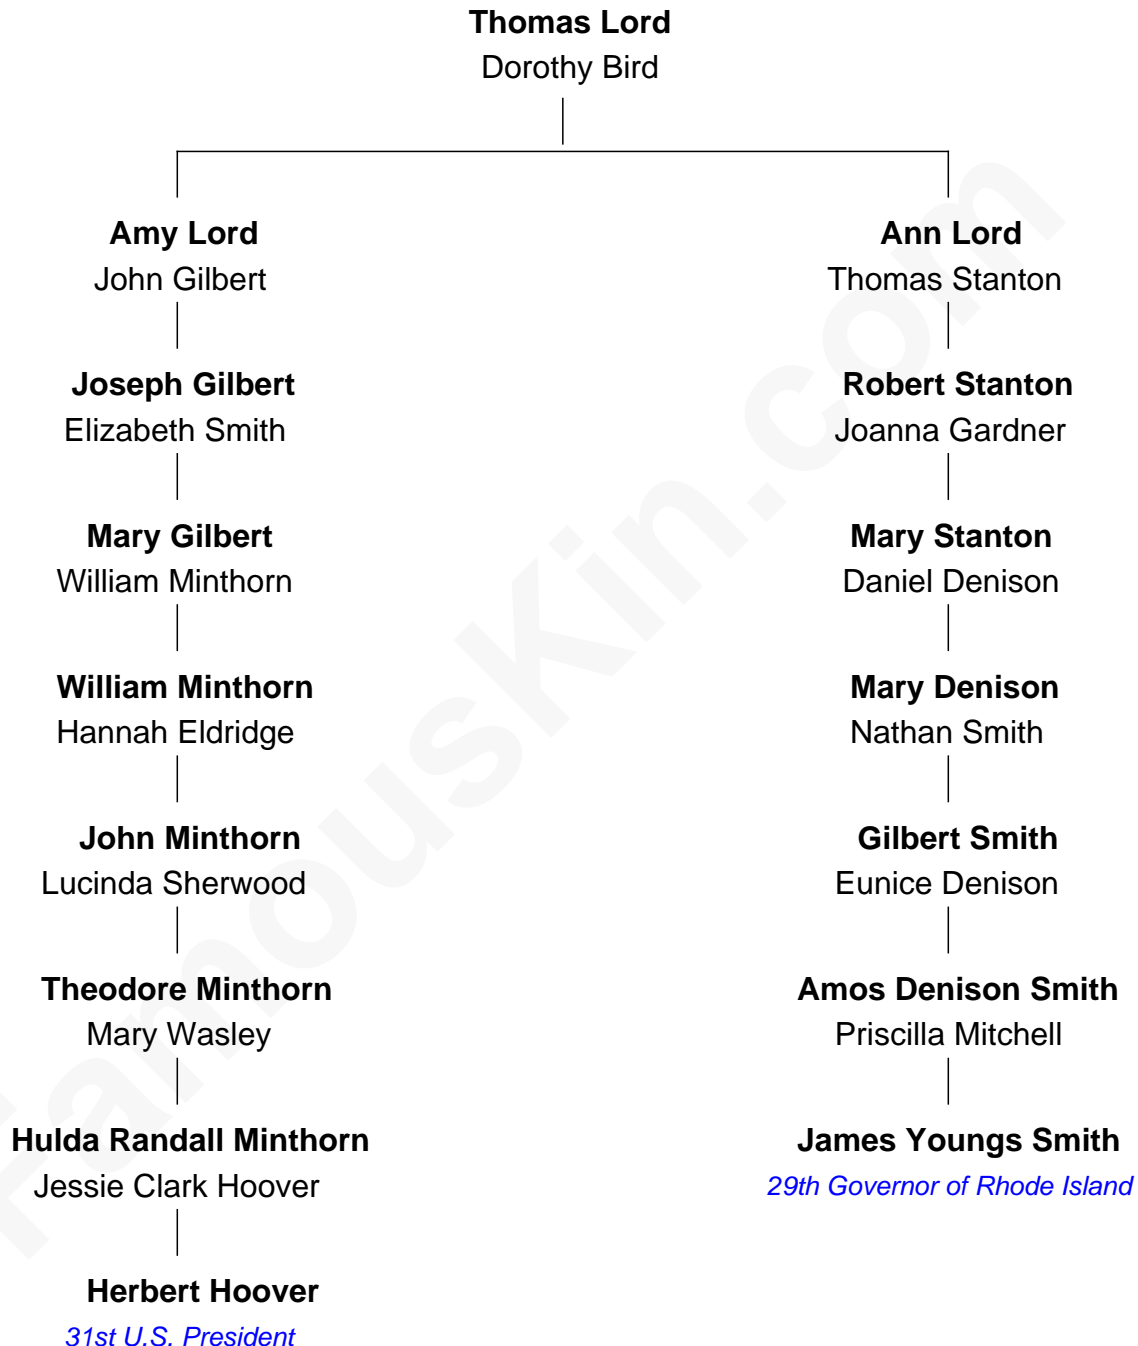 Thomas Lord
Dorothy Bird
Amy Lord
John Gilbert
Ann Lord
Thomas Stanton
Joseph Gilbert
Elizabeth Smith
Robert Stanton
Joanna Gardner
Mary Gilbert
William Minthorn
Mary Stanton
Daniel Denison
William Minthorn
Hannah Eldridge
Mary Denison
Nathan Smith
John Minthorn
Lucinda Sherwood
Gilbert Smith
Eunice Denison
Theodore Minthorn
Mary Wasley
Amos Denison Smith
Priscilla Mitchell
Hulda Randall Minthorn
Jessie Clark Hoover
James Youngs Smith
29th Governor of Rhode Island
Herbert Hoover
31st U.S. President
FamousKin.com